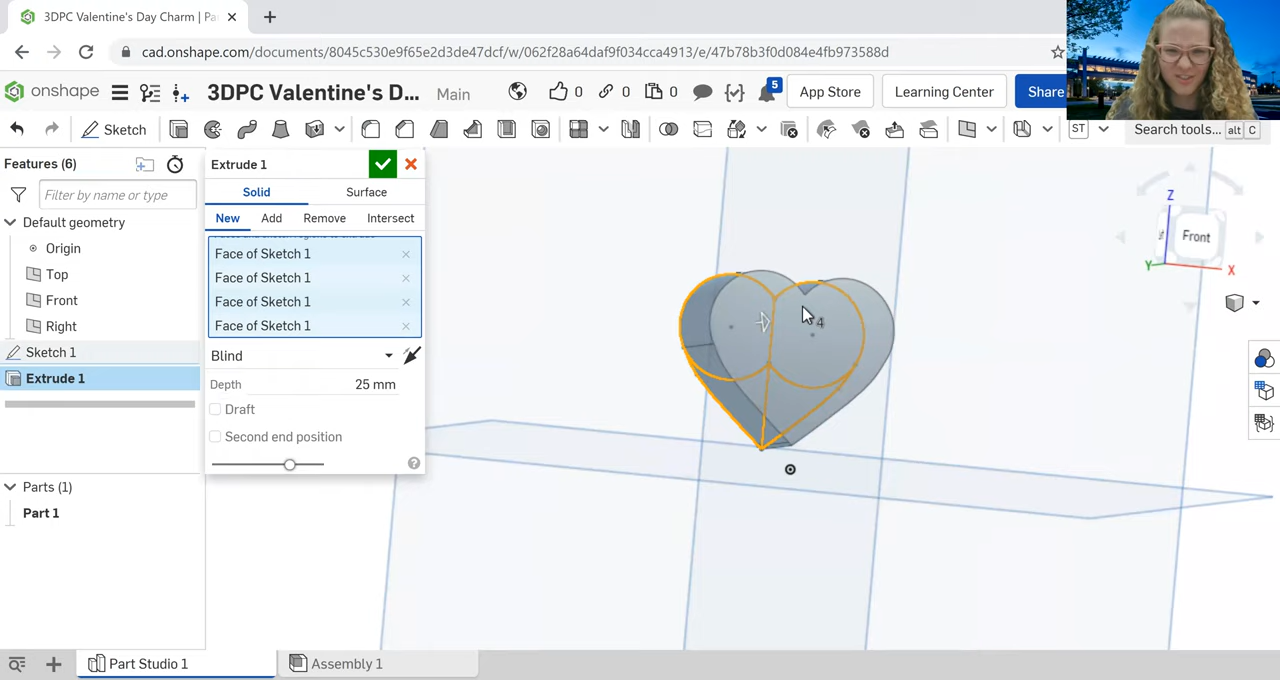 3DPC Valentine's Day Charm | Pa
cad.onshape.com/documents/8045c530e9f65e2d3de47dcf/w/062f28a64daf9f034cca4913/e/47b78b3f0d084e4fb973588d
onshape
3DPC Valentine's D...
Main
0
0
0
5
App Store
Learning Center
Share
Sketch
ST
Search tools...
alt
C
Features (6)
Filter by name or type
Default geometry
Origin
Top
Front
Right
Sketch 1
Extrude 1
Parts (1)
Part 1
Extrude 1
Solid
Surface
New
Add
Remove
Intersect
Face of Sketch 1
Face of Sketch 1
Face of Sketch 1
Face of Sketch 1
Blind
Depth
25 mm
Draft
Second end position
4
Z
Front
Y
X
Part Studio 1
Assembly 1